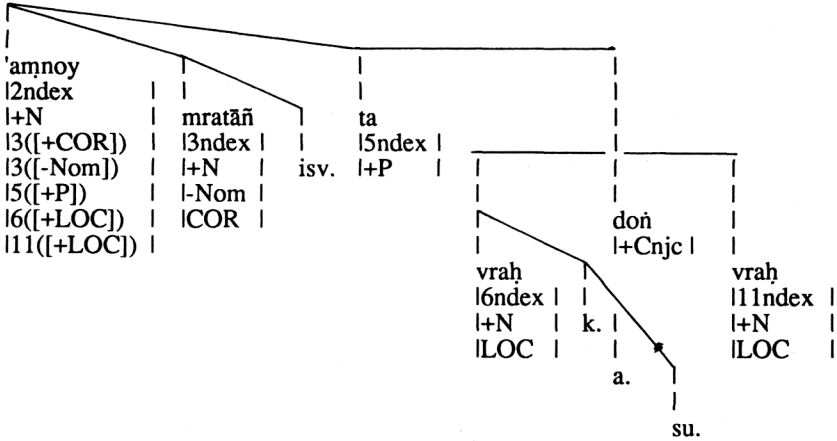 'aṃnoy
|2ndex |
|+N | mratāñ ta
|3([+COR]) | |3ndex | |5ndex |
|3([-Nom]) | |+N | isv. |+P |
|5([+P]) | |-Nom |
|6([+LOC]) | |COR | doṅ
|11([+LOC]) | |+Cnjc |
vraḥ vraḥ
|6ndex | |11ndex |
|+N | k. |+N |
|LOC | |LOC |
a.
su.